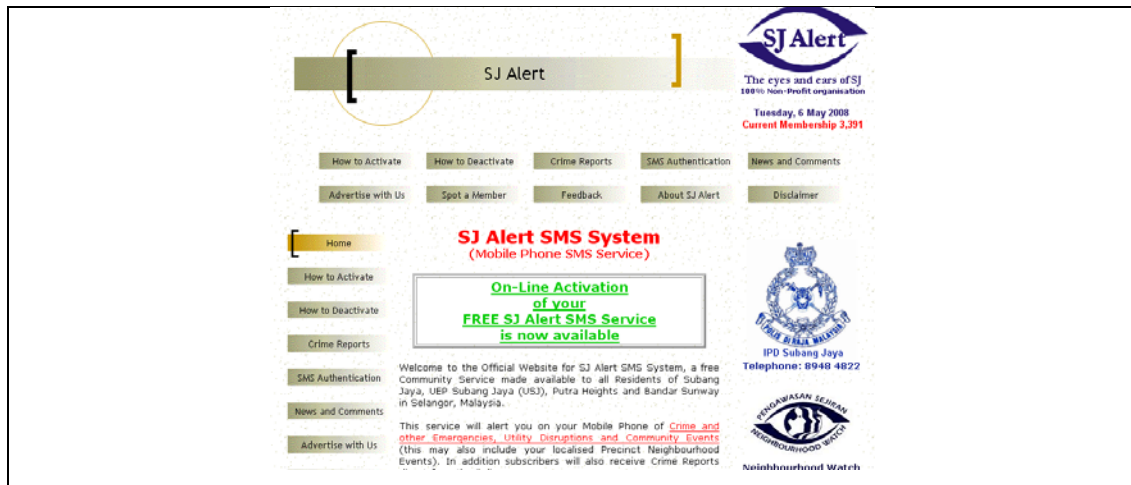 SJ Alert
SJ Alert
The eyes and ears of SJ
100% Non-Profit organisation
Tuesday, 6 May 2008
Current Membership 3,391
How to Activate
How to Deactivate
Crime Reports
SMS Authentication
News and Comments
Advertise with Us
Spot a Member
Feedback
About SJ Alert
Disclaimer
Home
How to Activate
How to Deactivate
Crime Reports
SMS Authentication
News and Comments
Advertise with Us
SJ Alert SMS System
(Mobile Phone SMS Service)
On-Line Activation
of your
FREE SJ Alert SMS Service
is now available
Welcome to the Official Website for SJ Alert SMS System, a free
Community Service made available to all Residents of Subang
Jaya, UEP Subang Jaya (USJ), Putra Heights and Bandar Sunway
in Selangor, Malaysia.
This service will alert you on your Mobile Phone of Crime and
other Emergencies, Utility Disruptions and Community Events
(this may also include your localised Precinct Neighbourhood
Events). In addition subscribers will also receive Crime Reports
POLIS DI RAJA MALAYSIA
IPD Subang Jaya
Telephone: 8948 4822
PENGAWASAN SEJIRAN
NEIGHBOURHOOD WATCH
Neighbourhood Watch